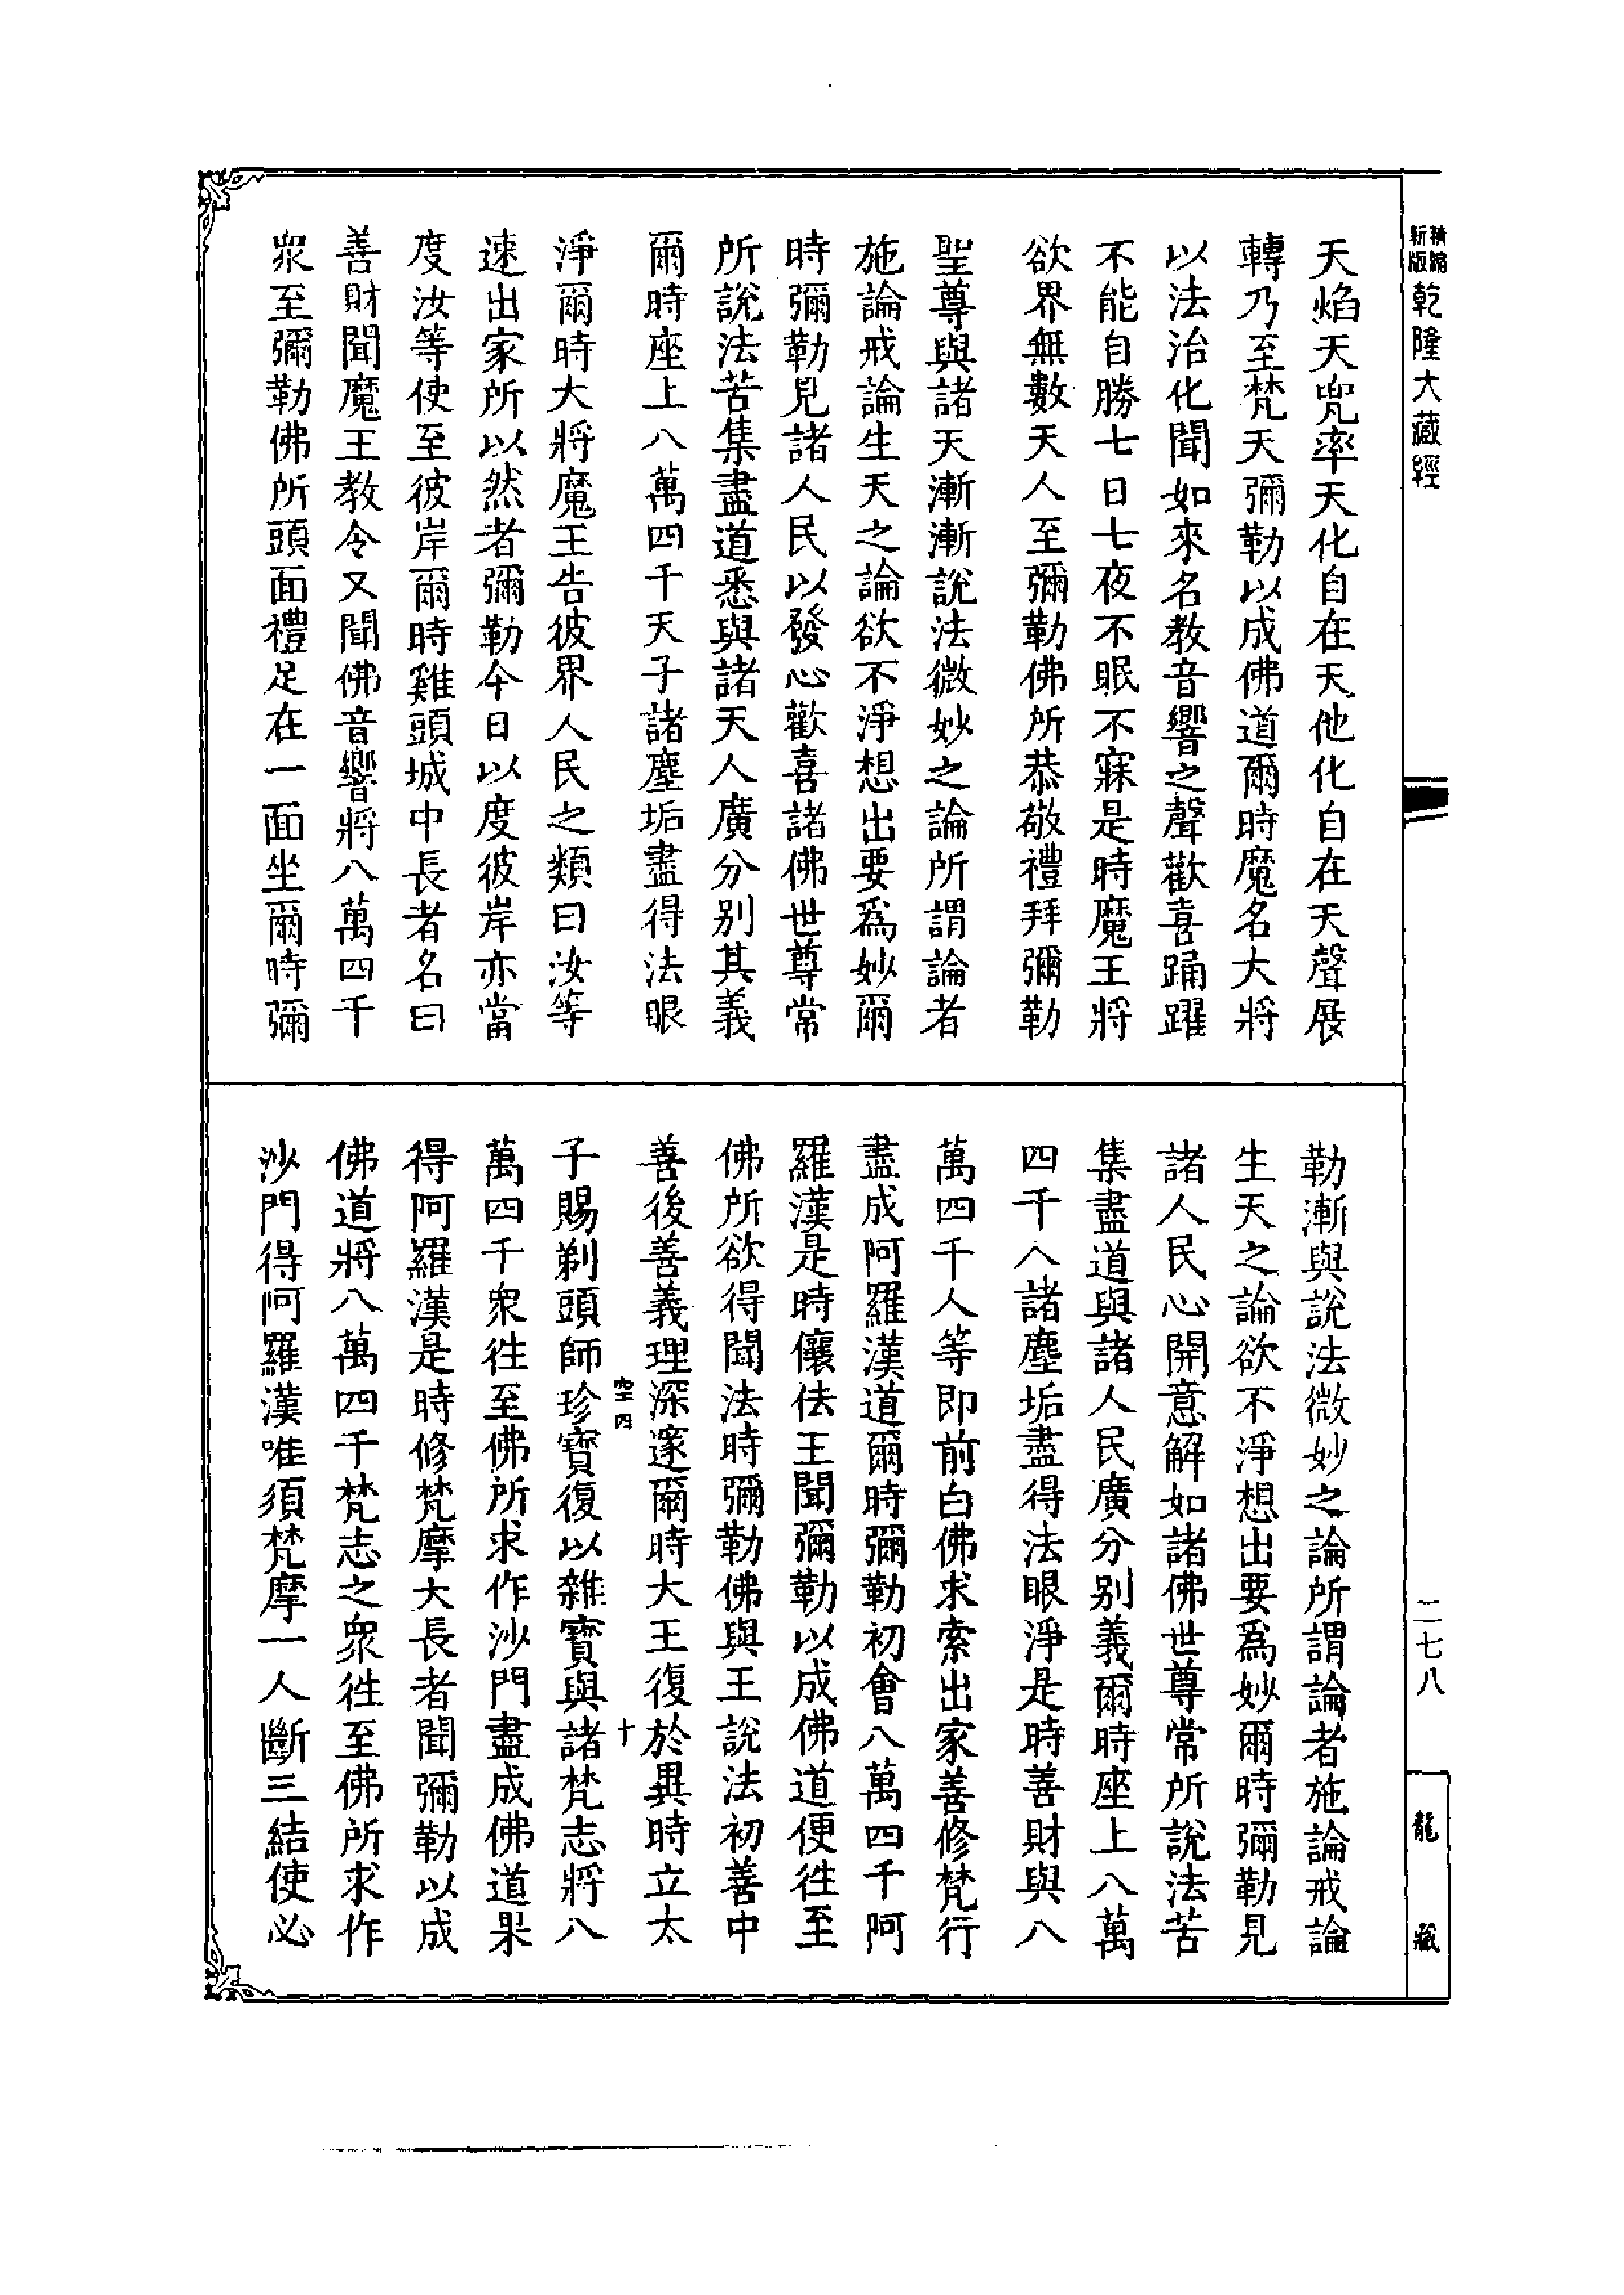 新版精縮乾隆大藏經
天焰天兜率天化自在天他化自在天聲展
轉乃至梵天彌勒以成佛道爾時魔名大將
以法治化聞如來名教音響之聲歡喜踊躍
不能自勝七日七夜不眠不寐是時魔王將
欲界無數天人至彌勒佛所恭敬禮拜彌勒
聖尊與諸天漸漸說法微妙之論所謂論者
施論戒論生天之論欲不淨想出要為妙爾
時彌勒見諸人民以發心歡喜諸佛世尊常
所說法苦集盡道悉與諸天人廣分別其義
爾時座上八萬四千天子諸塵垢盡得法眼
淨爾時大將魔王告彼界人民之類曰汝等
速出家所以然者彌勒今日以度彼岸亦當
度汝等使至彼岸爾時雞頭城中長者名曰
善財聞魔王教令又聞佛音響將八萬四千
眾至彌勒佛所頭面禮足在一面坐爾時彌
勒漸與說法微妙之論所謂論者施論戒論
生天之論欲不淨想出要為妙爾時彌勒見
諸人民心開意解如諸佛世尊常所說法苦
集盡道與諸人民廣分別義爾時座上八萬
四千人諸塵垢盡得法眼淨是時善財與八
萬四千人等即前白佛求索出家善修梵行
盡成阿羅漢道爾時彌勒初會八萬四千阿
羅漢是時儴佉王聞彌勒以成佛道便往至
佛所欲得聞法時彌勒佛與王說法初善中
善後善義理深邃爾時大王復於異時立太
空四 十
子賜剃頭師珍寶復以雜寶與諸梵志將八
萬四千眾往至佛所求作沙門盡成佛道果
得阿羅漢是時修梵摩大長者聞彌勒以成
佛道將八萬四千梵志之眾往至佛所求作
沙門得阿羅漢唯須梵摩一人斷三結使必
二七八
龍藏